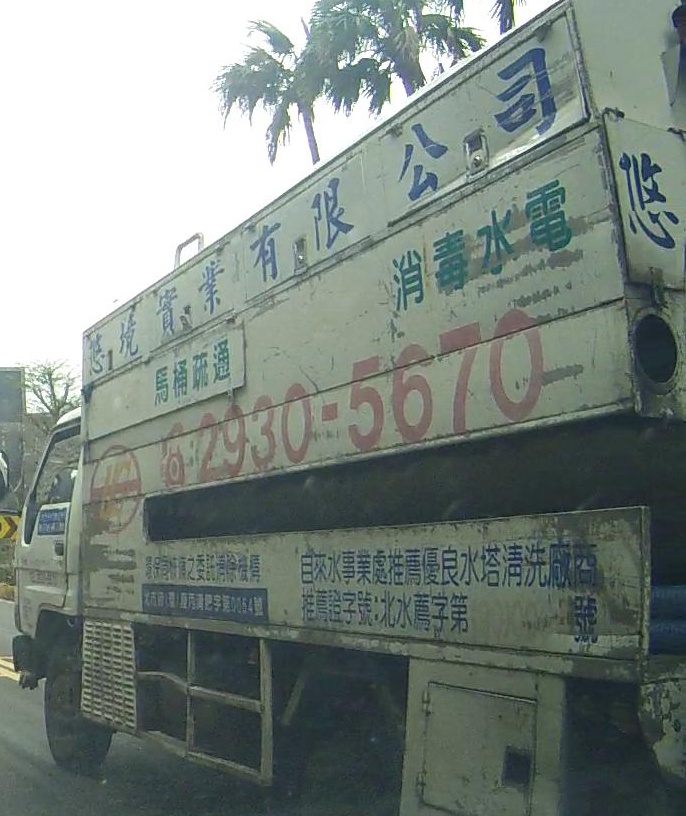 悠境實業有限公司
悠
消毒水電
馬桶疏通
2930-5670
環保署核備之委託清除機構
自來水事業處推薦優良水塔清洗廠商
推薦證字號:北水薦字第
號